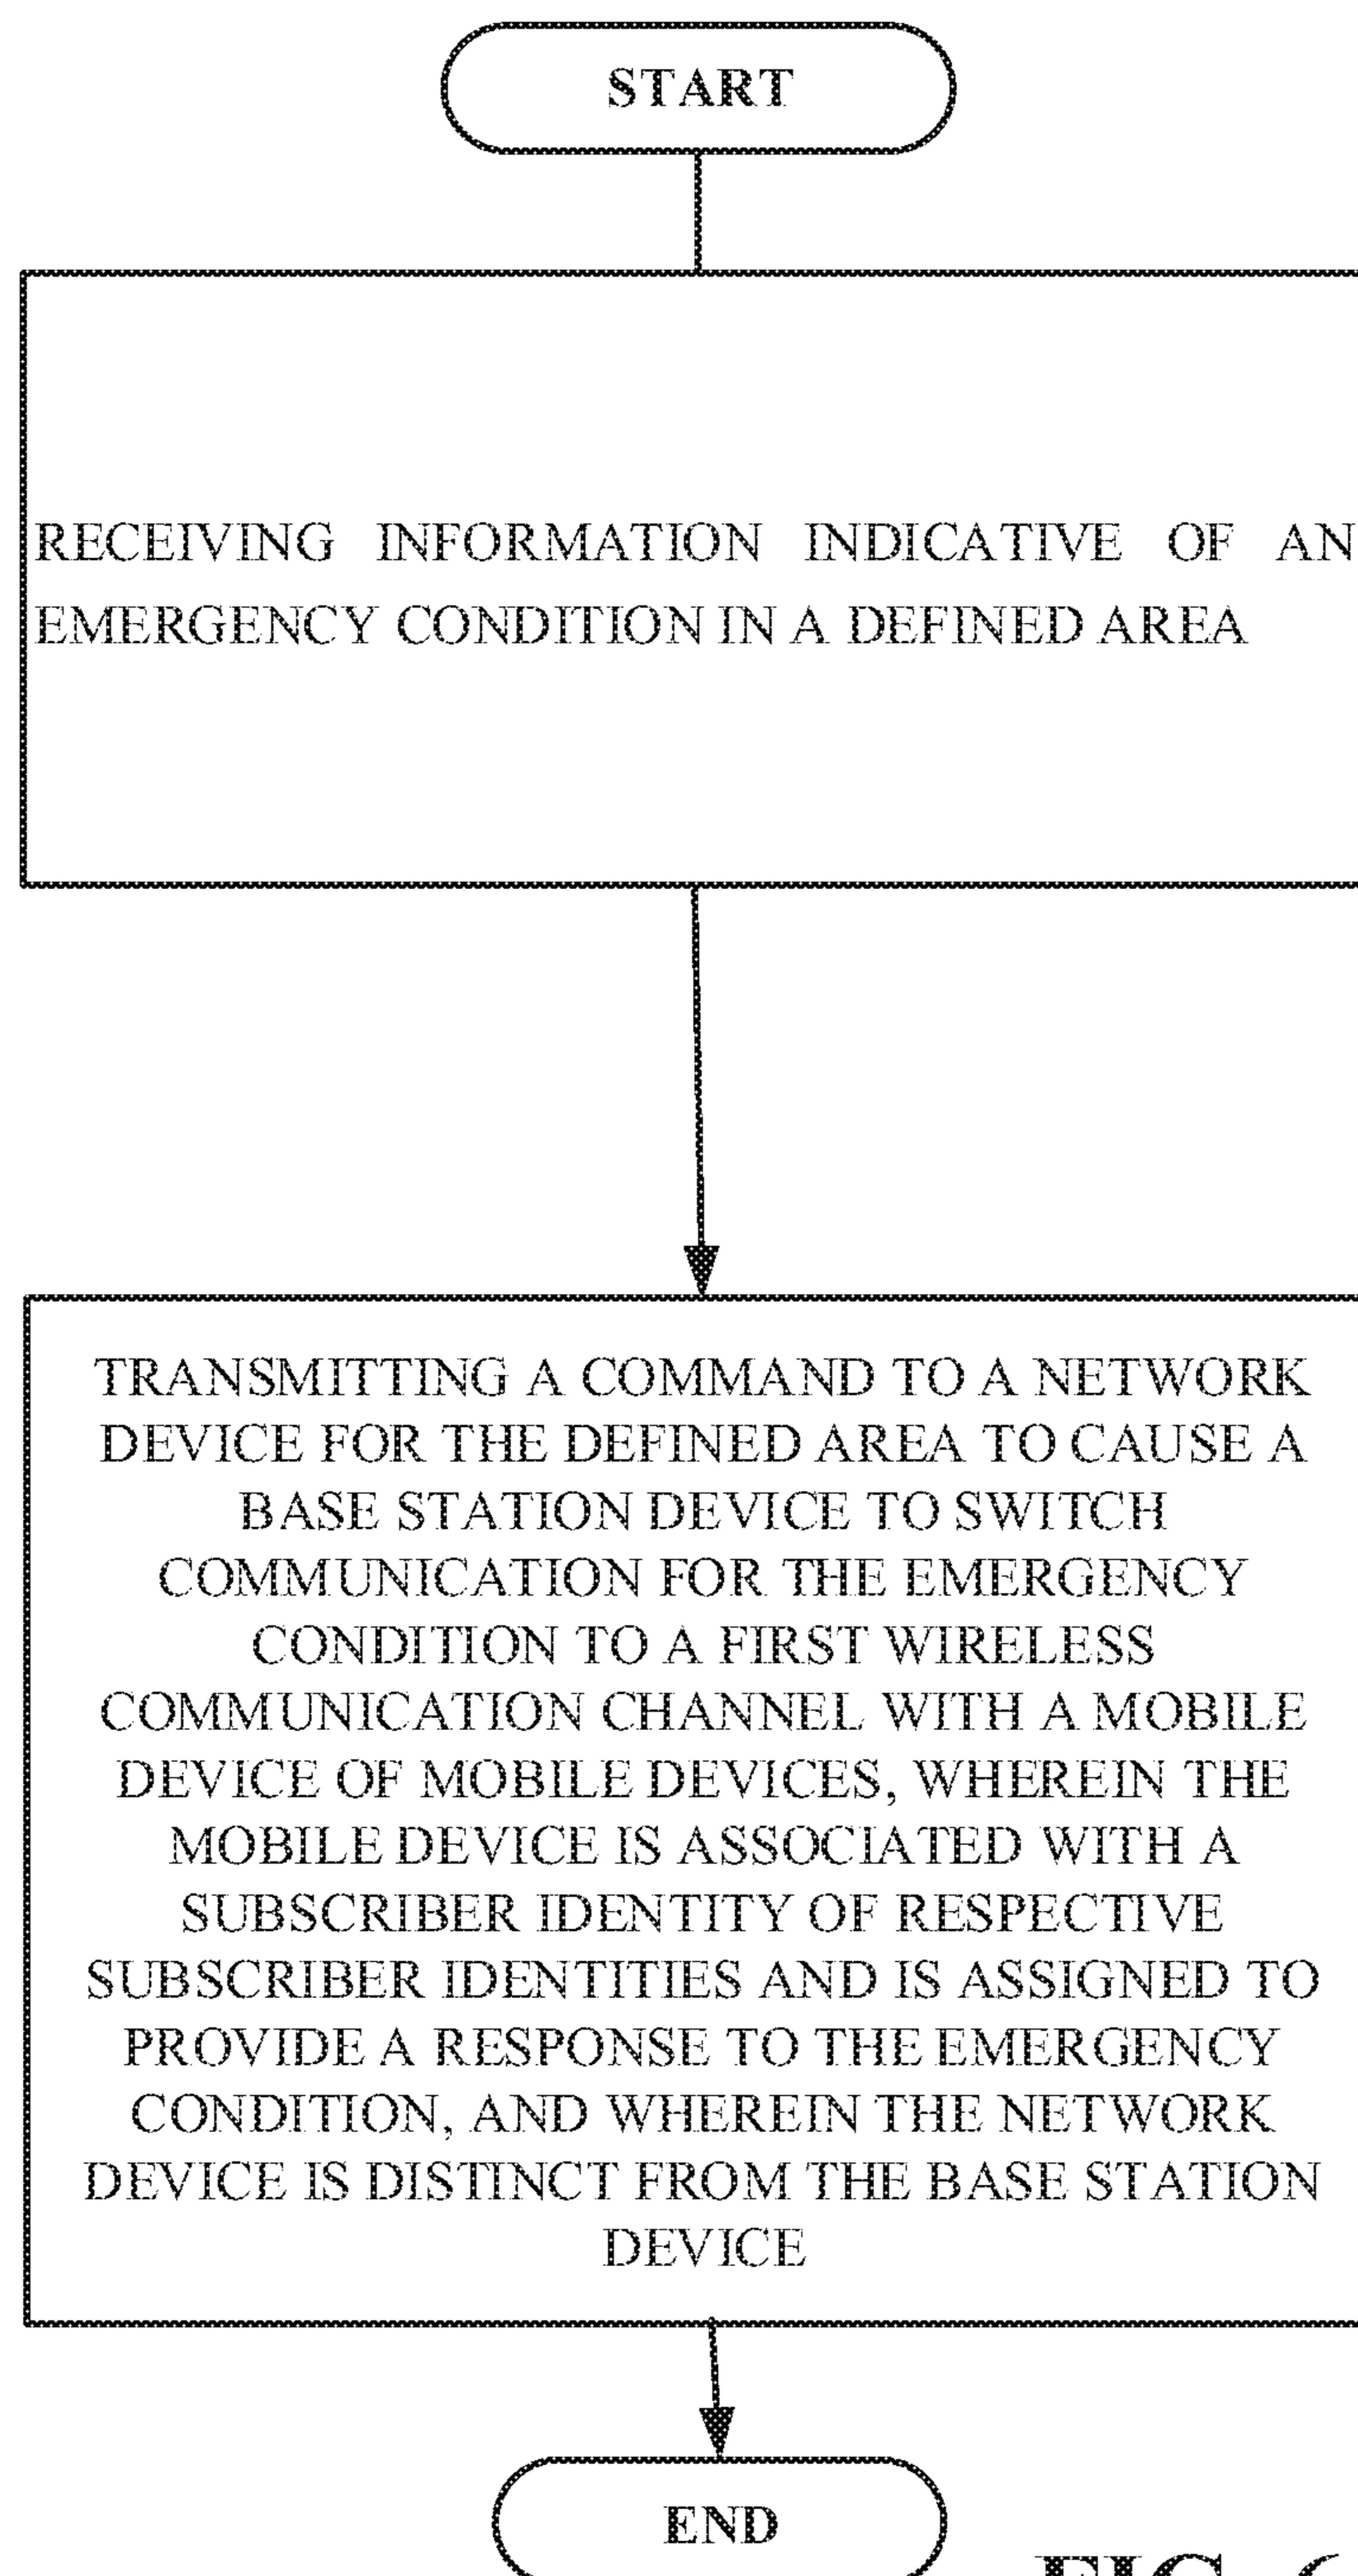 START
RECEIVING INFORMATION INDICATIVE OF AN
EMERGENCY CONDITION IN A DEFINED AREA
TRANSMITTING A COMMAND TO A NETWORK
DEVICE FOR THE DEFINED AREA TO CAUSE A
BASE STATION DEVICE TO SWITCH
COMMUNICATION FOR THE EMERGENCY
CONDITION TO A FIRST WIRELESS
COMMUNICATION CHANNEL WITH A MOBILE
DEVICE OF MOBILE DEVICES, WHEREIN THE
MOBILE DEVICE IS ASSOCIATED WITH A
SUBSCRIBER IDENTITY OF RESPECTIVE
SUBSCRIBER IDENTITIES AND IS ASSIGNED TO
PROVIDE A RESPONSE TO THE EMERGENCY
CONDITION, AND WHEREIN THE NETWORK
DEVICE IS DISTINCT FROM THE BASE STATION
DEVICE
END